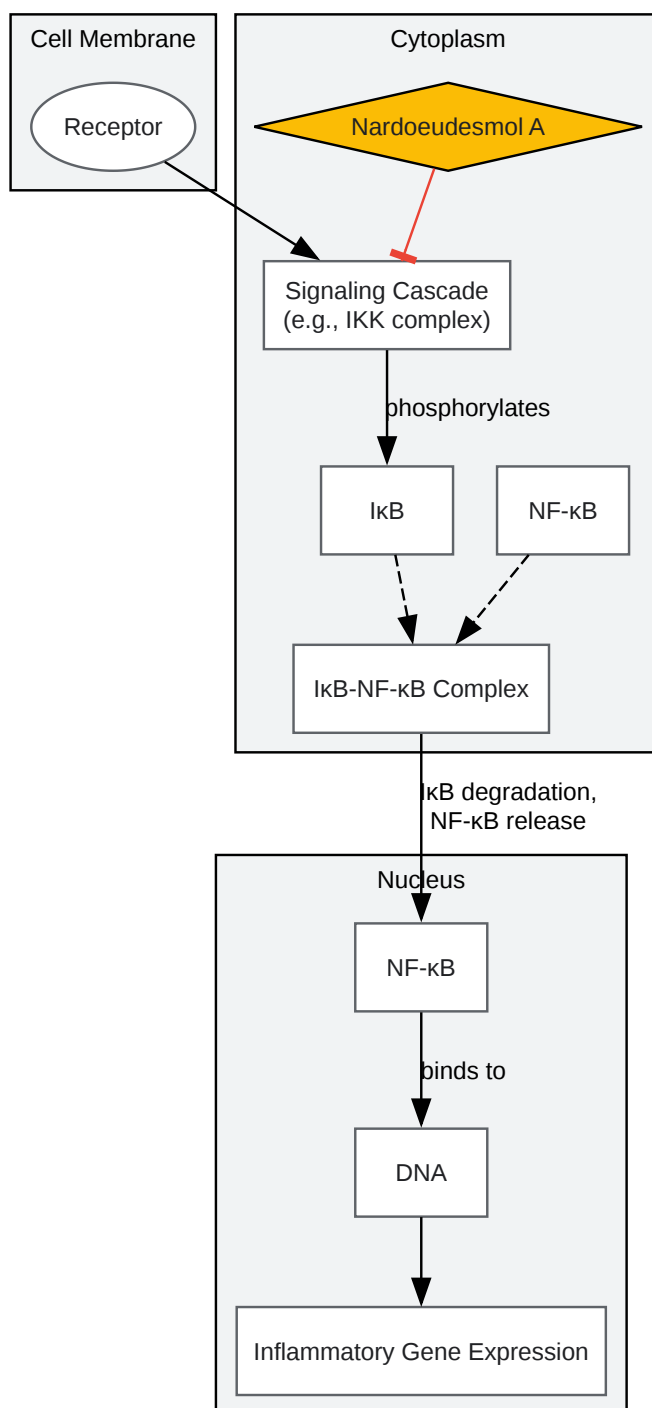 Cell Membrane
Cytoplasm
Receptor
Nardoeudesmol A
Signaling Cascade
(e.g., IKK complex)
phosphorylates
IκB
NF-κB
IκB-NF-κB Complex
IκB degradation,
NF-κB release
Nucleus
NF-κB
binds to
DNA
Inflammatory Gene Expression